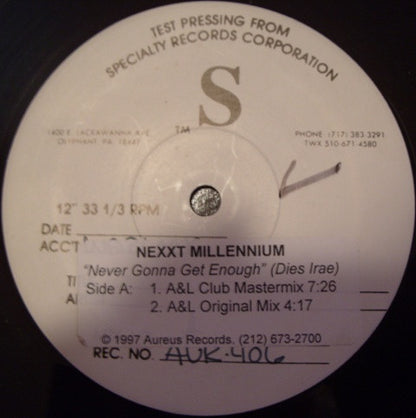 TEST PRESSING FROM
SPECIALTY RECORDS CORPORATION
S
TM
1400 E. LACKAWANNA AVE.
OLYPHANT, PA. 18447
PHONE: (717) 383-3291
TWX 510-671-4580
12" 33 1/3 RPM
DATE
ACC'T
NEXXT MILLENNIUM
"Never Gonna Get Enough" (Dies Irae)
Side A: 1. A&L Club Mastermix 7:26
2. A&L Original Mix 4:17
© 1997 Aureus Records. (212) 673-2700
REC. NO. AUK-406